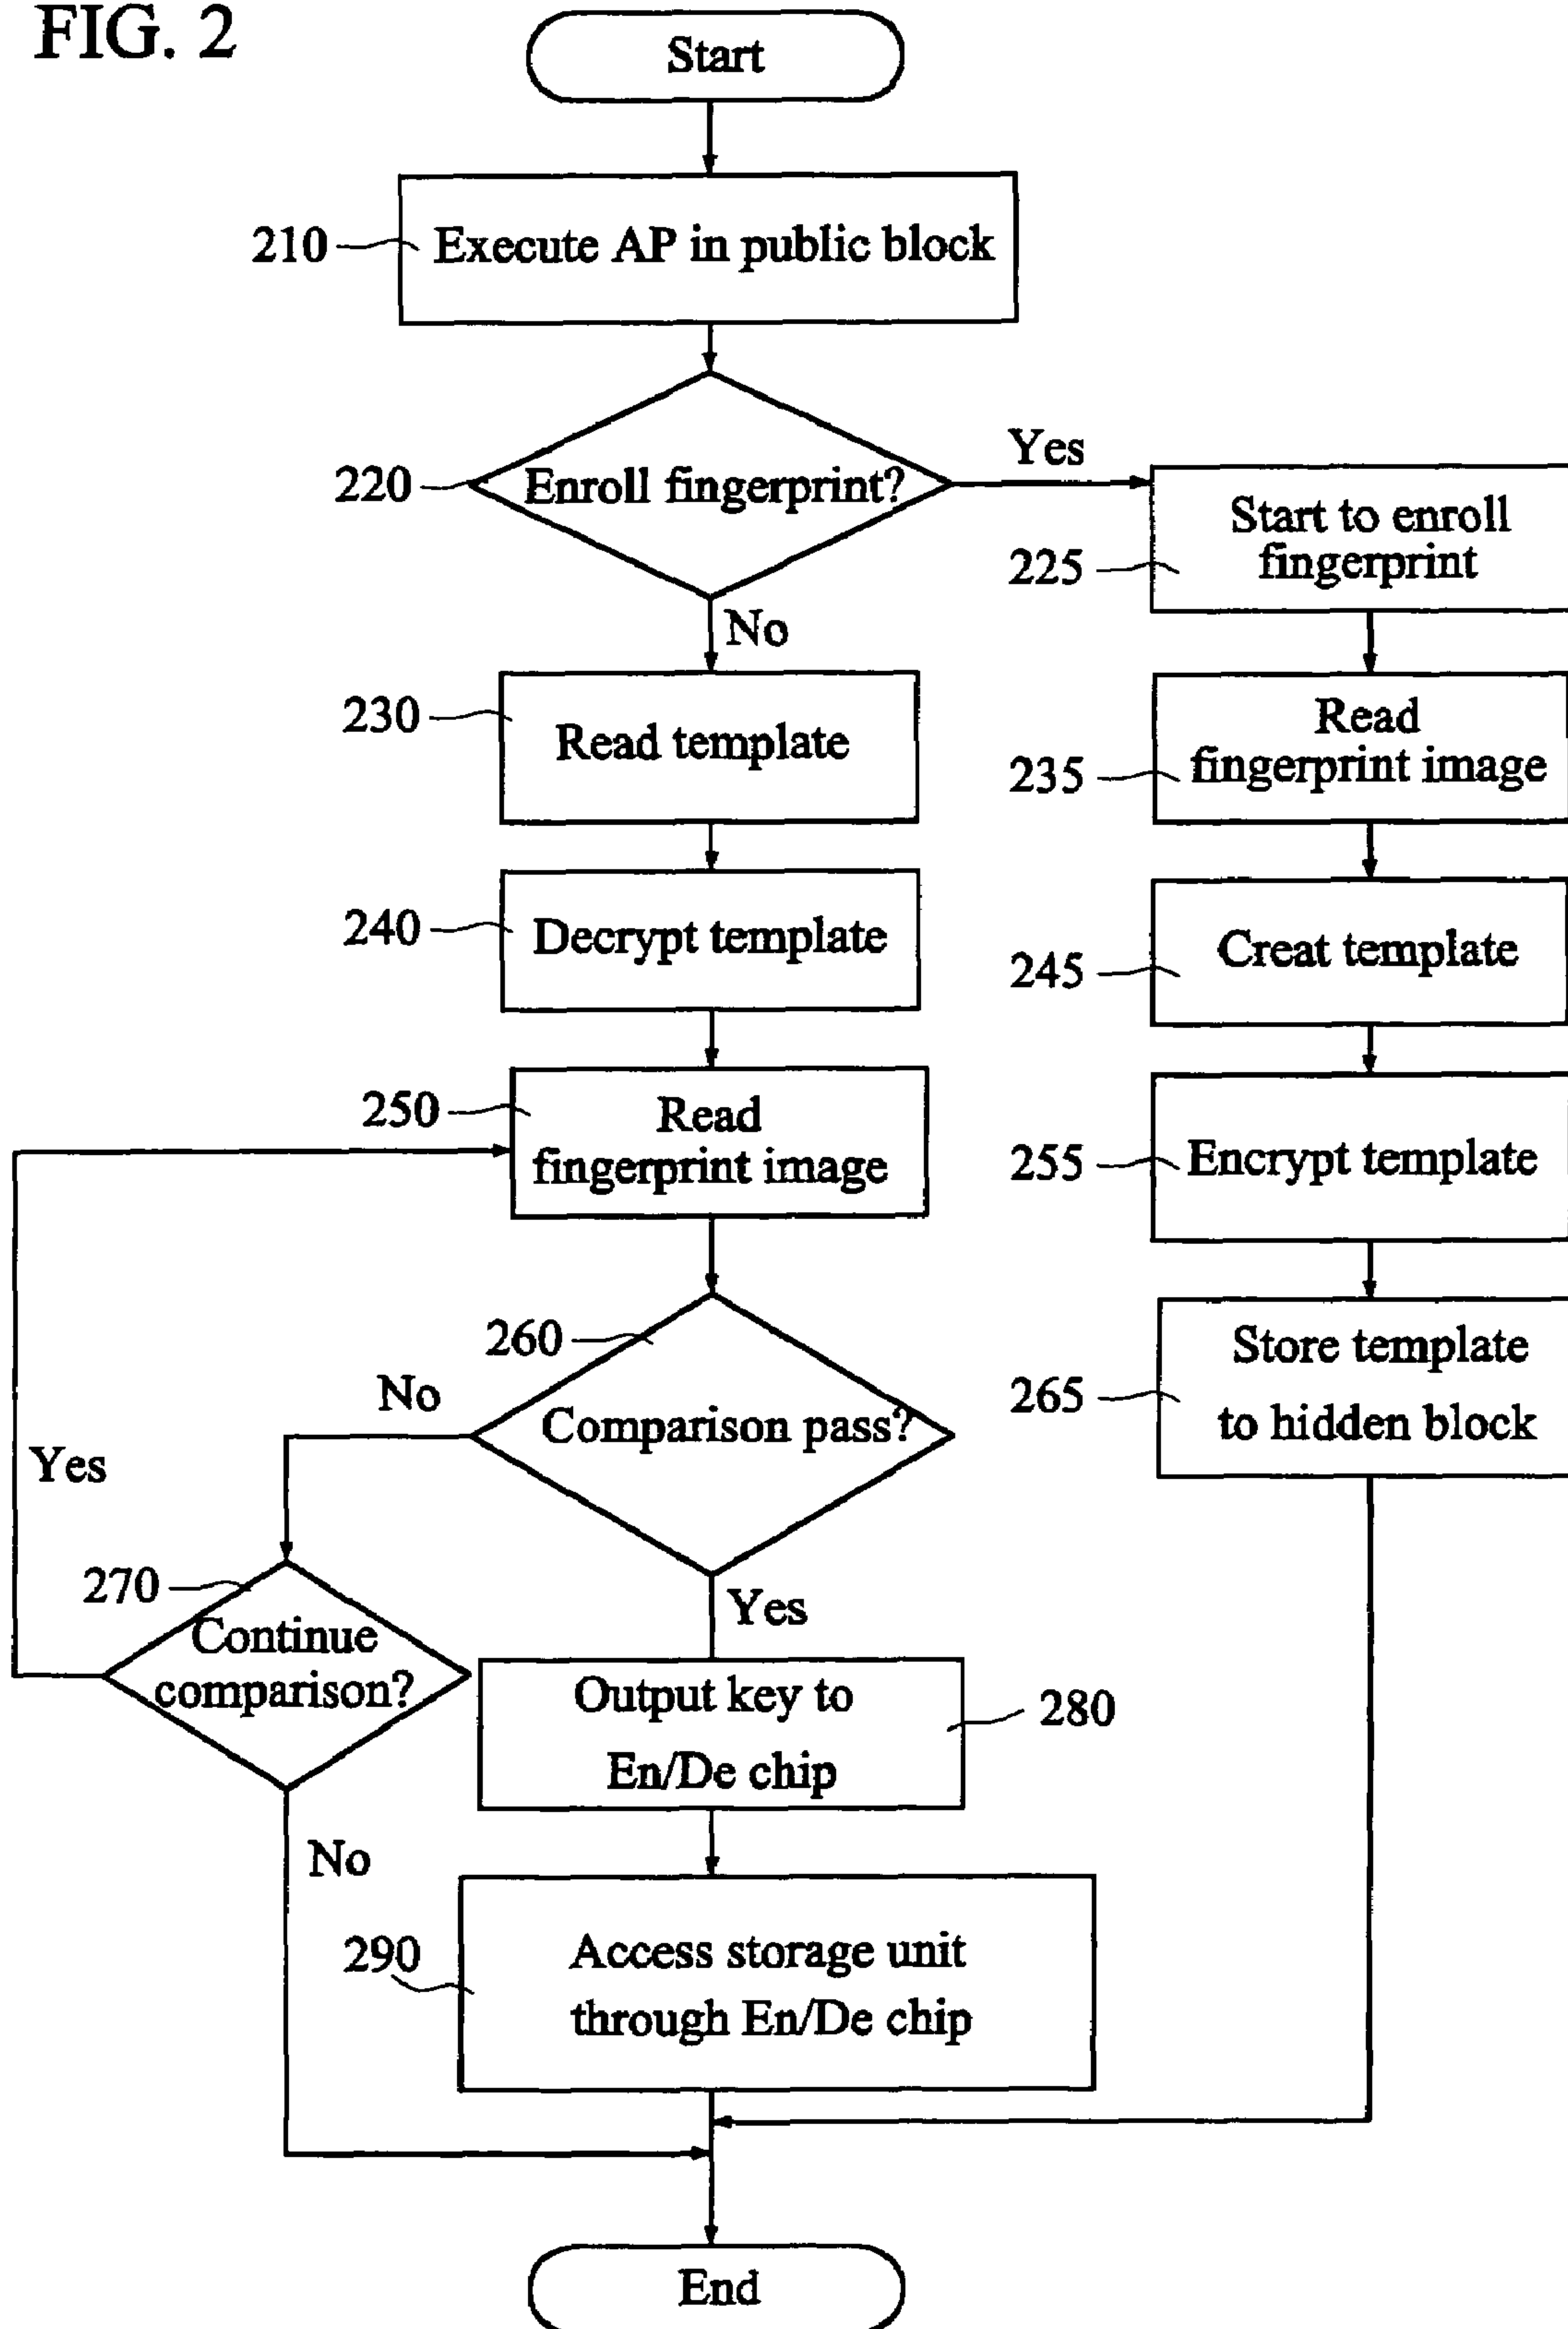 FIG. 2
Start
210
Execute AP in public block
220
Enroll fingerprint?
Yes
No
225
Start to enroll
fingerprint
230
Read template
235
Read
fingerprint image
240
Decrypt template
245
Creat template
250
Read
fingerprint image
255
Encrypt template
260
Comparison pass?
No
Yes
265
Store template
to hidden block
270
Continue
comparison?
Yes
No
Output key to
En/De chip
280
290
Access storage unit
through En/De chip
End